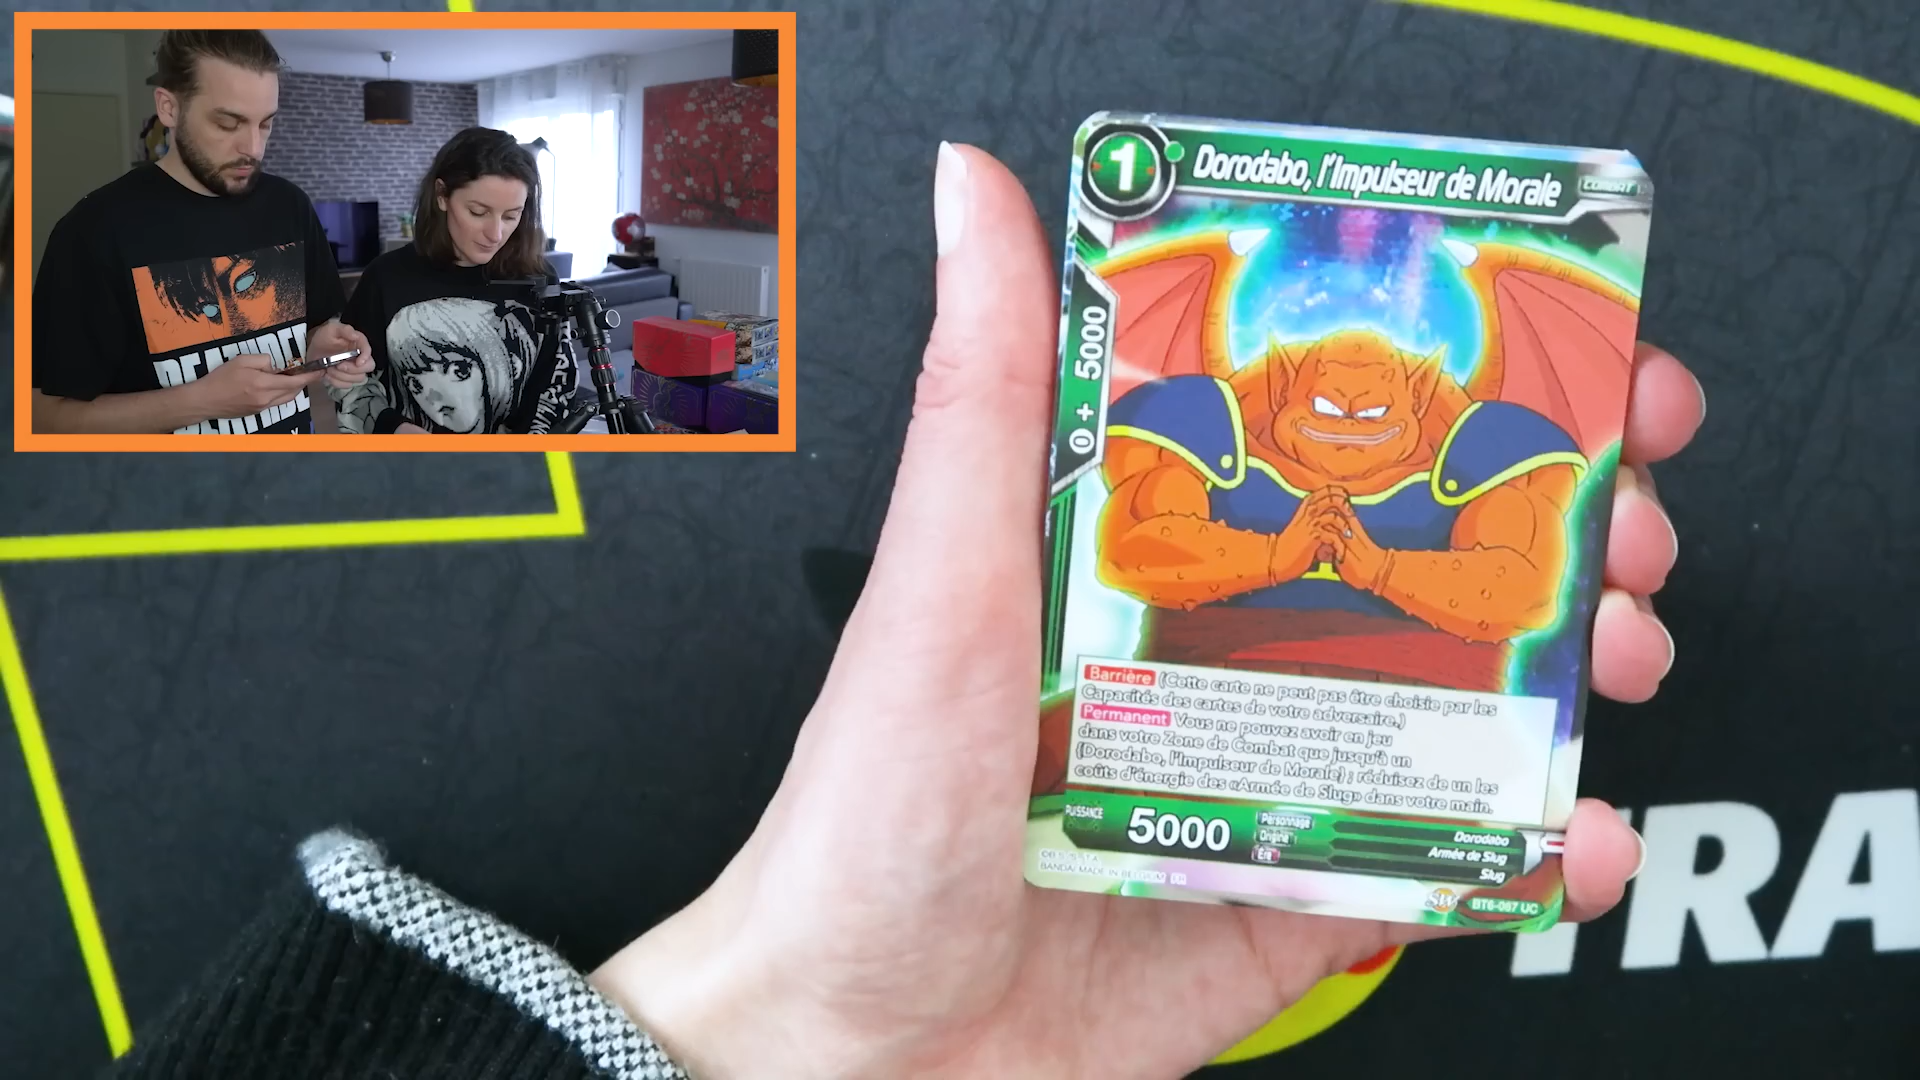 1
Dorodabo, l'Impulseur de Morale
COMBAT
0 + 5000
Barrière (Cette carte ne peut pas être choisie par les
Capacités des cartes de votre adversaire.)
Permanent Vous ne pouvez avoir en jeu
dans votre Zone de Combat que jusqu'à un
{Dorodabo, l'Impulseur de Morale} ; réduisez de un les
coûts d'énergie des «Armée de Slug» dans votre main.
PUISSANCE
5000
Personnage
Dorodabo
Origine
Armée de Slug
Ère
Slug
BANDAI MADE IN BELGIUM FR
SW
BT6-067 UC
TRA